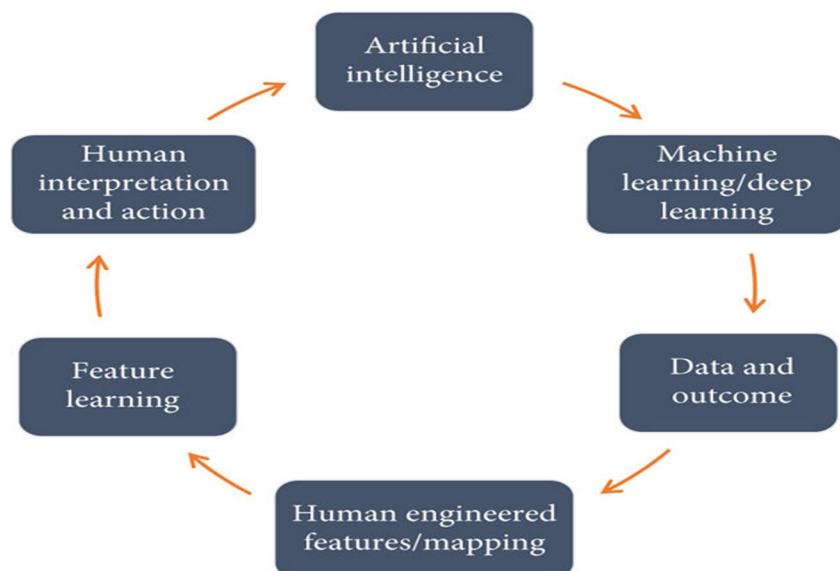 Artificial
intelligence
Machine
learning/deep
learning
Data and
outcome
Human engineered
features/mapping
Feature
learning
Human
interpretation
and action